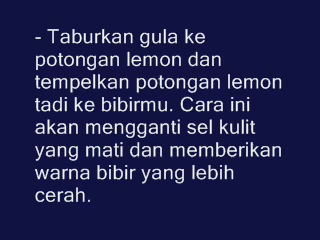 - Taburkan gula ke
potongan lemon dan
tempelkan potongan lemon
tadi ke bibirmu. Cara ini
akan mengganti sel kulit
yang mati dan memberikan
warna bibir yang lebih
cerah.